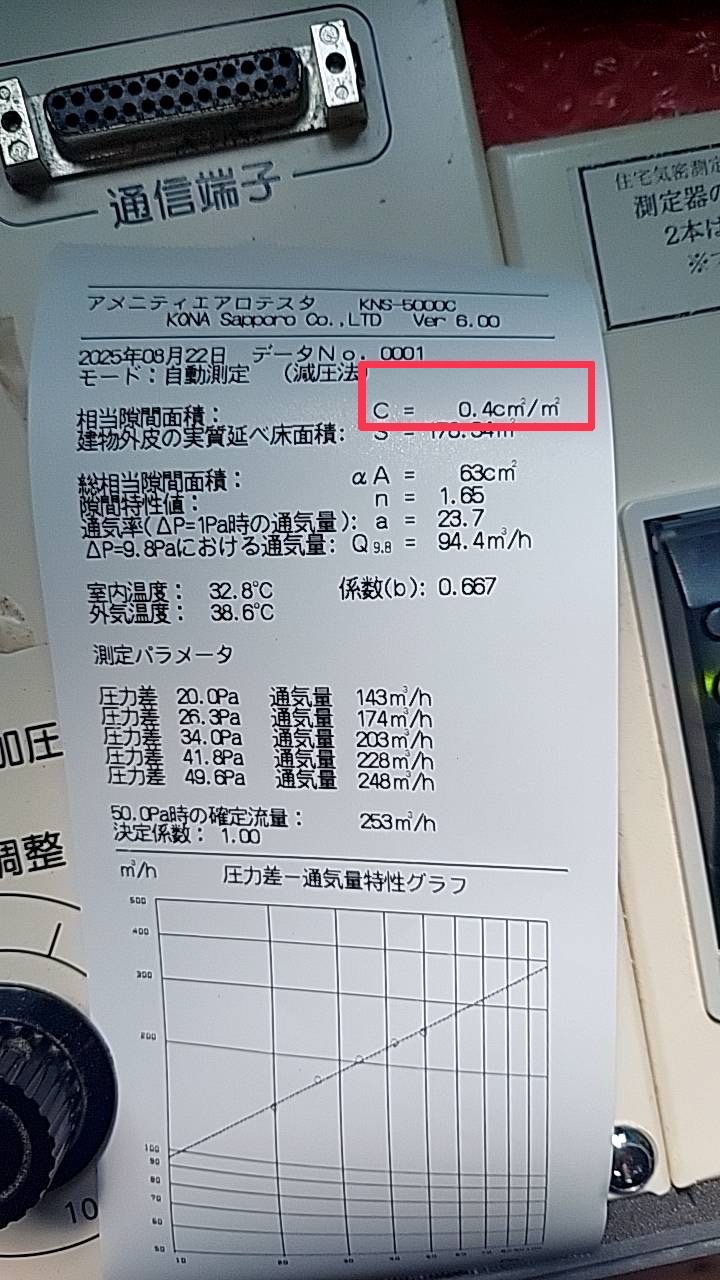 通信端子
住宅気密測定
測定器の
2本は
※
アメニティエアロテスタ KNS-5000C
KONA Sapporo Co.,LTD Ver 6.00
2025年08月22日 データNo. 0001
モード：自動測定 (減圧法)
相当隙間面積： C = 0.4cm²/m²
建物外皮の実質延べ床面積： S = 178.34m²
総相当隙間面積： αA = 63cm²
隙間特性値： n = 1.65
通気率(ΔP=1Pa時の通気量)： a = 23.7
ΔP=9.8Paにおける通気量： Q9.8 = 94.4m³/h
室内温度： 32.8℃ 係数(b)： 0.667
外気温度： 38.6℃
測定パラメータ
圧力差 20.0Pa 通気量 143m³/h
圧力差 26.3Pa 通気量 174m³/h
圧力差 34.0Pa 通気量 203m³/h
圧力差 41.8Pa 通気量 228m³/h
圧力差 49.6Pa 通気量 248m³/h
50.0Pa時の確定流量： 253m³/h
決定係数： 1.00
m³/h 圧力差－通気量特性グラフ
500
400
300
200
100
90
80
70
60
50
10 20 30 40
加圧
調整
10